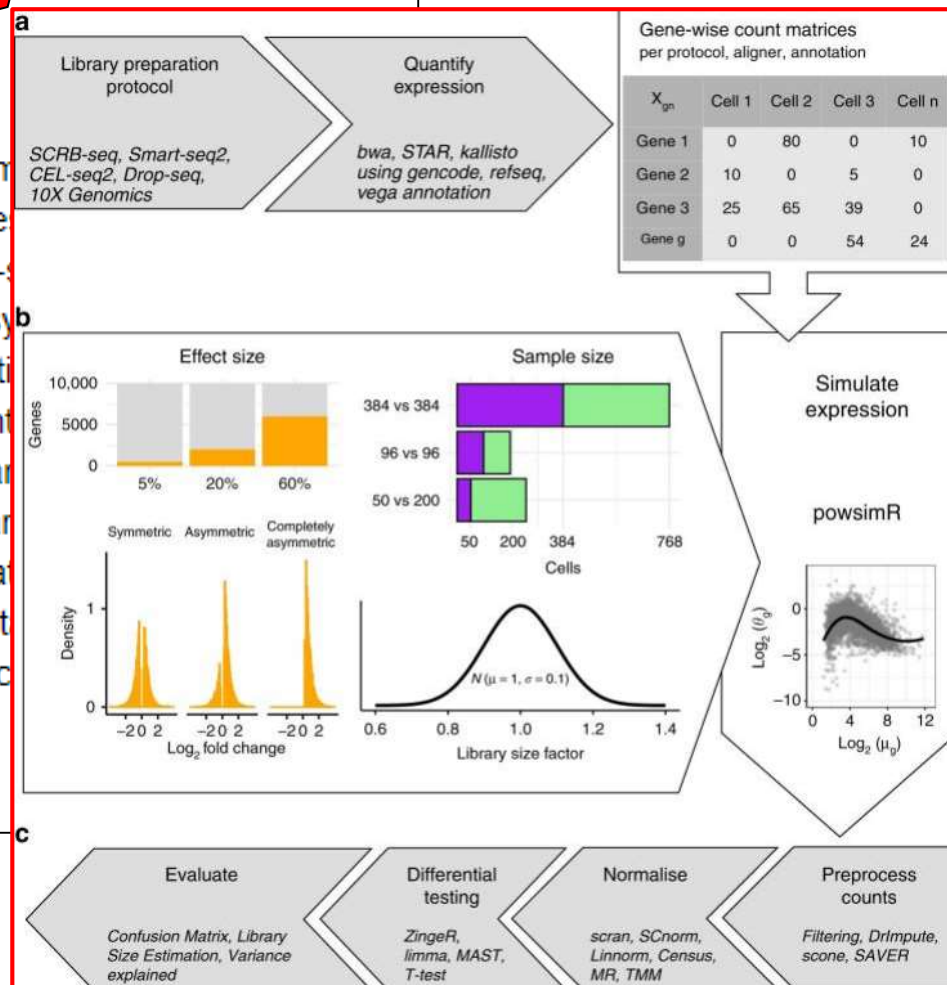 a
Library preparation
protocol
SCRB-seq, Smart-seq2,
CEL-seq2, Drop-seq,
10X Genomics
Quantify
expression
bwa, STAR, kallisto
using gencode, refseq,
vega annotation
Gene-wise count matrices
per protocol, aligner, annotation
X_gn Cell 1 Cell 2 Cell 3 Cell n
Gene 1 0 80 0 10
Gene 2 10 0 5 0
Gene 3 25 65 39 0
Gene g 0 0 54 24
b
Effect size
Genes
10,000
5000
0
5% 20% 60%
Sample size
384 vs 384
96 vs 96
50 vs 200
50 200 384 768
Cells
Symmetric Asymmetric Completely
asymmetric
Density
1
0
−2 0 2 −2 0 2 −2 0 2
Log₂ fold change
N (μ = 1, σ = 0.1)
0.6 0.8 1.0 1.2 1.4
Library size factor
Simulate
expression
powsimR
Log₂ (θ_g)
0
−5
−10
0 4 8 12
Log₂ (μ_g)
c
Evaluate
Confusion Matrix, Library
Size Estimation, Variance
explained
Differential
testing
ZingeR,
limma, MAST,
T-test
Normalise
scran, SCnorm,
Linnorm, Census,
MR, TMM
Preprocess
counts
Filtering, DrImpute,
scone, SAVER